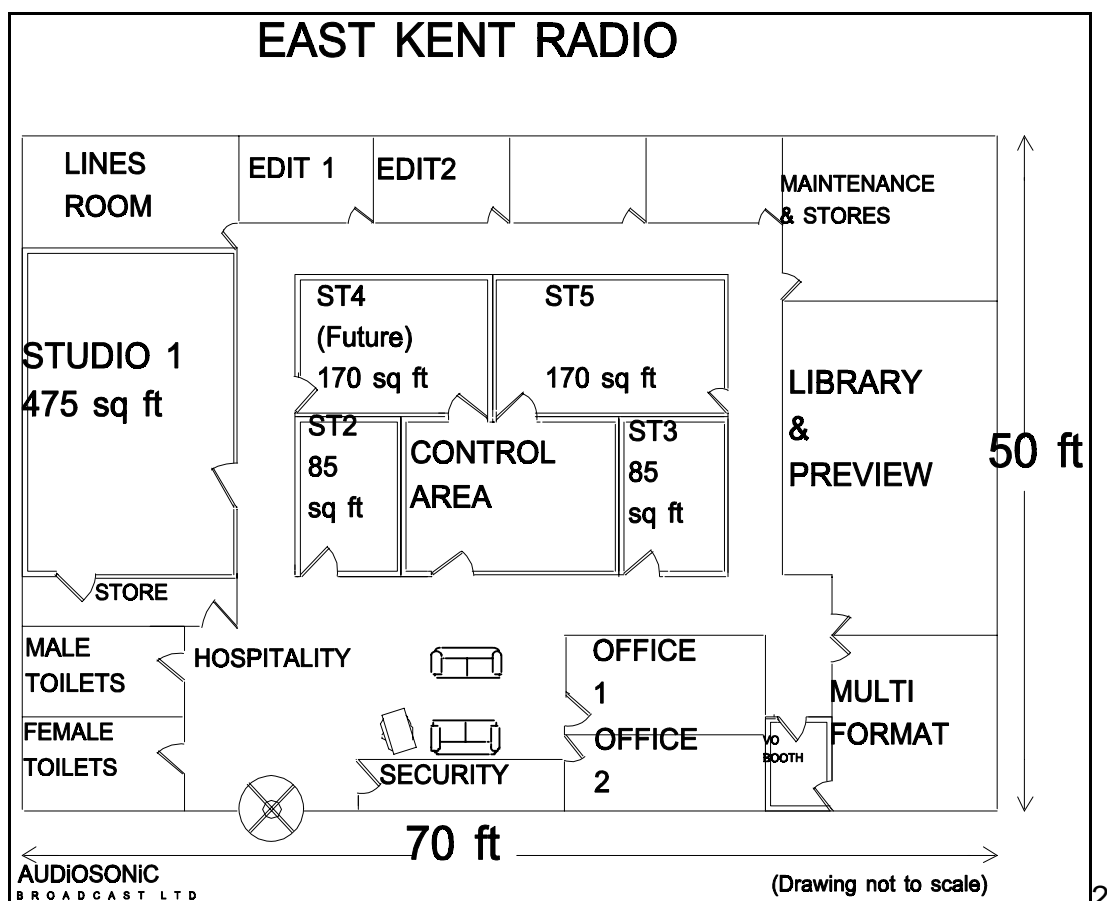 EAST KENT RADIO
LINES
ROOM
EDIT 1
EDIT2
MAINTENANCE
& STORES
ST4
(Future)
170 sq ft
ST5
170 sq ft
STUDIO 1
475 sq ft
LIBRARY
&
PREVIEW
50 ft
ST2
85
sq ft
CONTROL
AREA
ST3
85
sq ft
STORE
MALE
TOILETS
HOSPITALITY
OFFICE
1
MULTI
FORMAT
FEMALE
TOILETS
OFFICE
2
VO
BOOTH
SECURITY
70 ft
AUDiOSONiC
BROADCAST LTD
(Drawing not to scale)
2